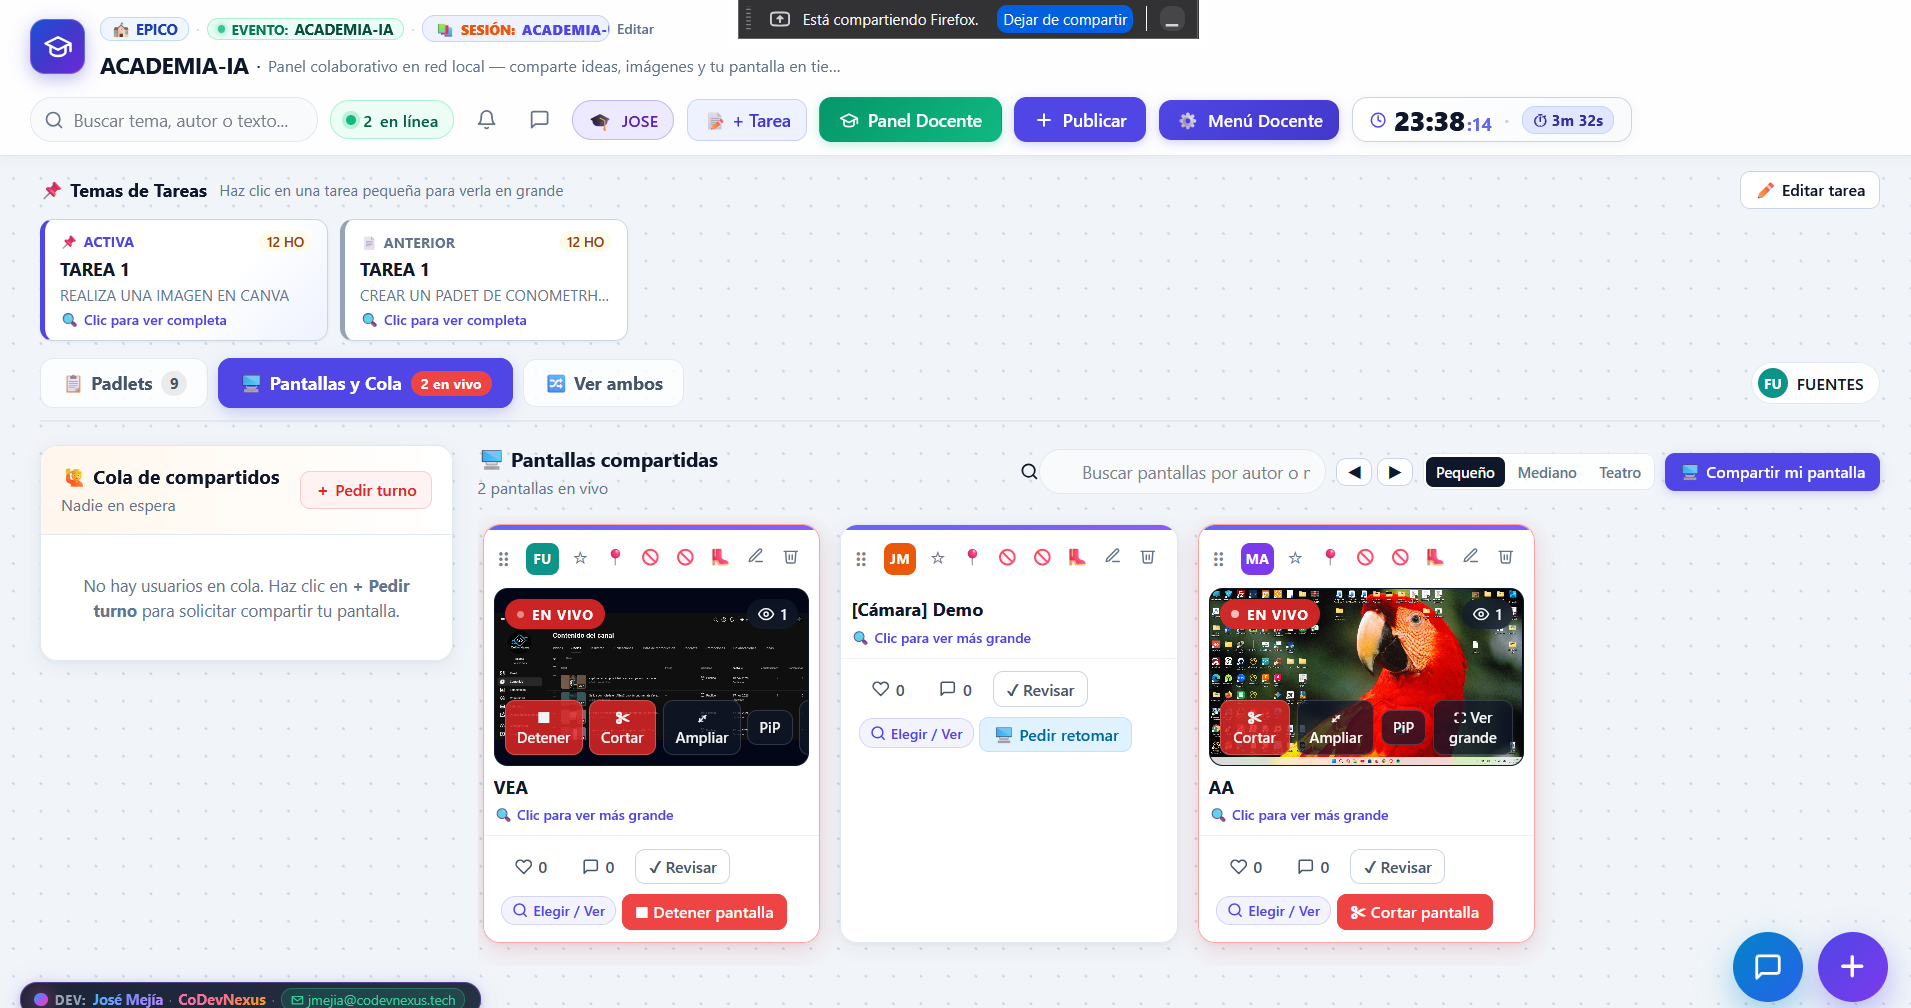 Está compartiendo Firefox. Dejar de compartir
EPICO · EVENTO: ACADEMIA-IA · SESIÓN: ACADEMIA- Editar
ACADEMIA-IA · Panel colaborativo en red local — comparte ideas, imágenes y tu pantalla en tie...
Buscar tema, autor o texto... 2 en línea JOSE + Tarea Panel Docente + Publicar Menú Docente 23:38:14 · 3m 32s
Temas de Tareas Haz clic en una tarea pequeña para verla en grande Editar tarea
ACTIVA 12 HO
TAREA 1
REALIZA UNA IMAGEN EN CANVA
Clic para ver completa
ANTERIOR 12 HO
TAREA 1
CREAR UN PADET DE CONOMETRH...
Clic para ver completa
Padlets 9 Pantallas y Cola 2 en vivo Ver ambos FU FUENTES
Cola de compartidos
Nadie en espera
+ Pedir turno
No hay usuarios en cola. Haz clic en + Pedir
turno para solicitar compartir tu pantalla.
Pantallas compartidas
2 pantallas en vivo
Buscar pantallas por autor o n ◀ ▶ Pequeño Mediano Teatro Compartir mi pantalla
FU
EN VIVO 1
Contenido del canal
Detener Cortar Ampliar PiP
VEA
Clic para ver más grande
0 0 ✓ Revisar
Elegir / Ver Detener pantalla
JM
[Cámara] Demo
Clic para ver más grande
0 0 ✓ Revisar
Elegir / Ver Pedir retomar
MA
EN VIVO 1
Cortar Ampliar PiP Ver grande
AA
Clic para ver más grande
0 0 ✓ Revisar
Elegir / Ver Cortar pantalla
DEV: José Mejía · CoDevNexus · jmejia@codevnexus.tech